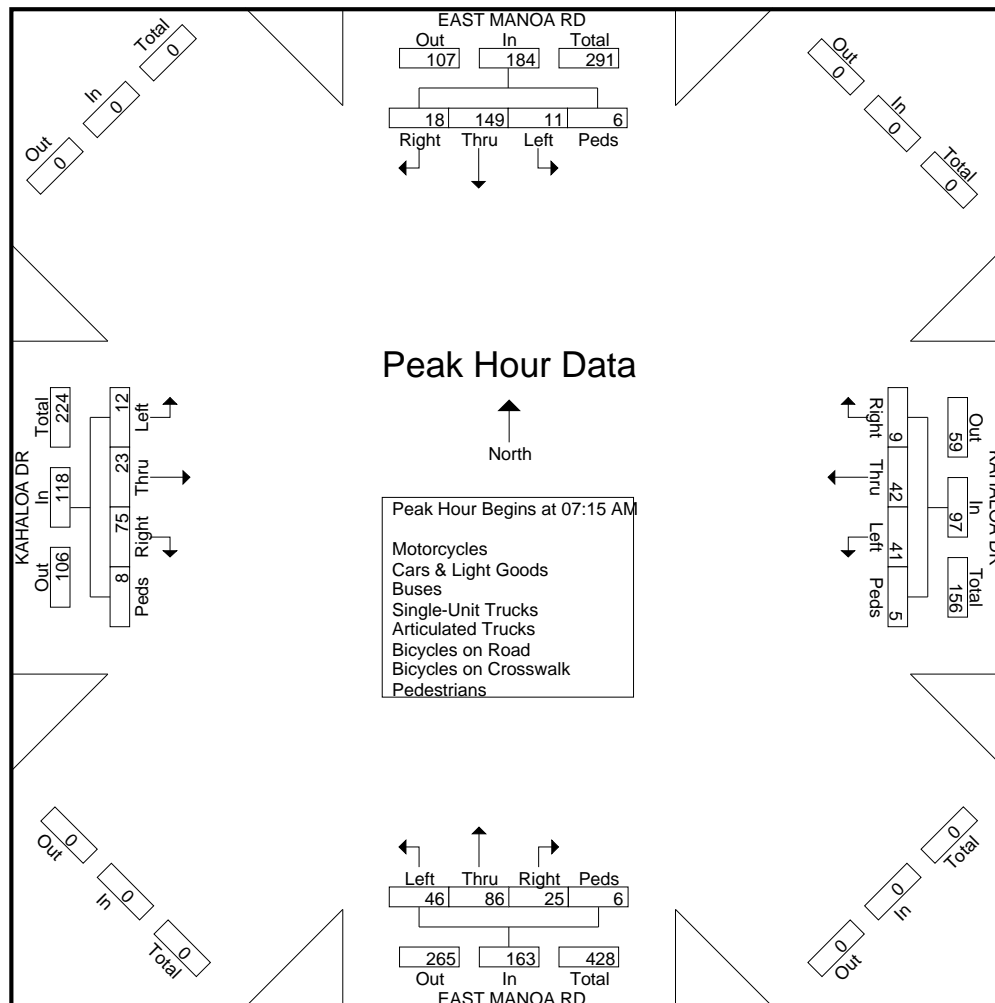 EAST MANOA RD
Out In Total
107 184 291
18 149 11 6
Right Thru Left Peds
Total
0
In
0
Out
0
Out
0
In
0
Total
0
Peak Hour Data
North
KAHALOA DR
Total In Out
224 118 106
12 23 75 8
Left Thru Right Peds
Peak Hour Begins at 07:15 AM
Motorcycles
Cars & Light Goods
Buses
Single-Unit Trucks
Articulated Trucks
Bicycles on Road
Bicycles on Crosswalk
Pedestrians
Right Thru Left Peds
9 42 41 5
59 97 156
Out In Total
KAHALOA DR
0
Out
0
In
0
Total
0
Total
0
In
0
Out
Left Thru Right Peds
46 86 25 6
265 163 428
Out In Total
EAST MANOA RD